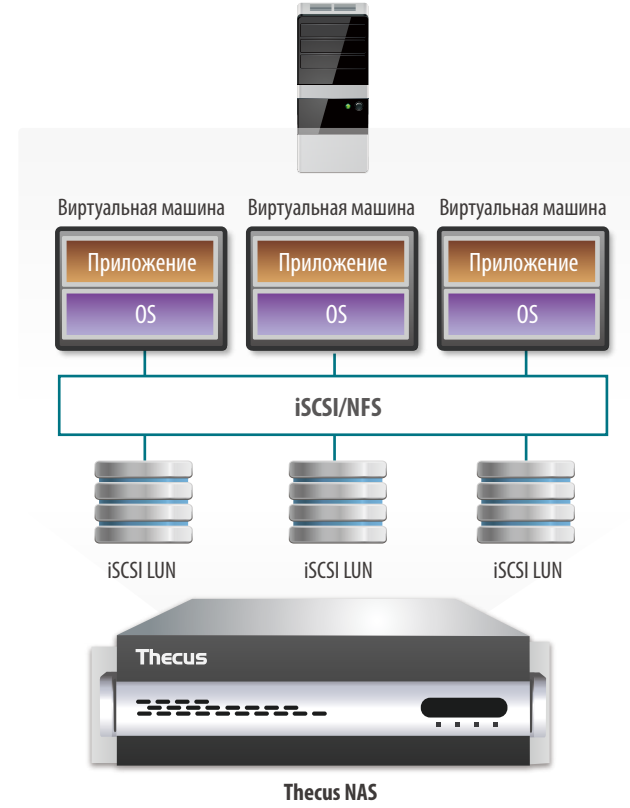 Виртуальная машина Виртуальная машина Виртуальная машина
Приложение Приложение Приложение
OS OS OS
iSCSI/NFS
iSCSI LUN iSCSI LUN iSCSI LUN
Thecus
Thecus NAS